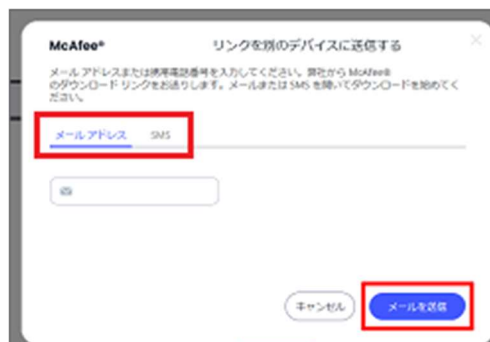 McAfee® リンクを別のデバイスに送信する
メール アドレスまたは携帯電話番号を入力してください。弊社から McAfee®
のダウンロード リンクをお送りします。メールまたは SMS を開いてダウンロードを始めてく
ださい。
メール アドレス SMS
キャンセル メールを送信